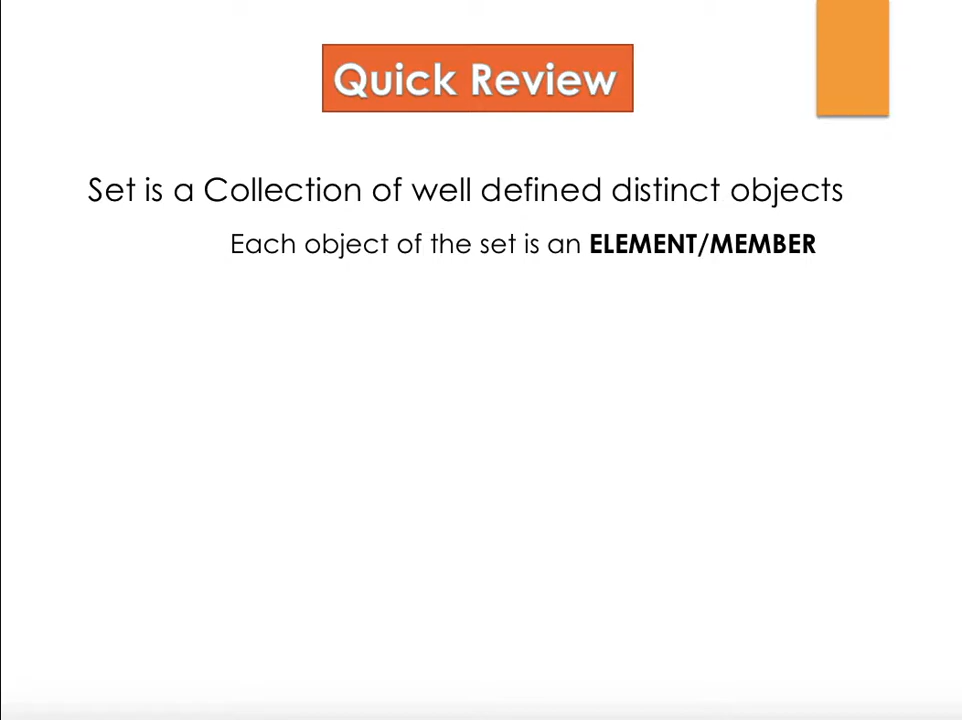 Quick Review
Set is a Collection of well defined distinct objects
Each object of the set is an ELEMENT/MEMBER